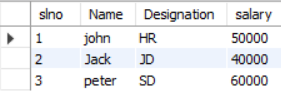 slno Name Designation salary
1 john HR 50000
2 Jack JD 40000
3 peter SD 60000